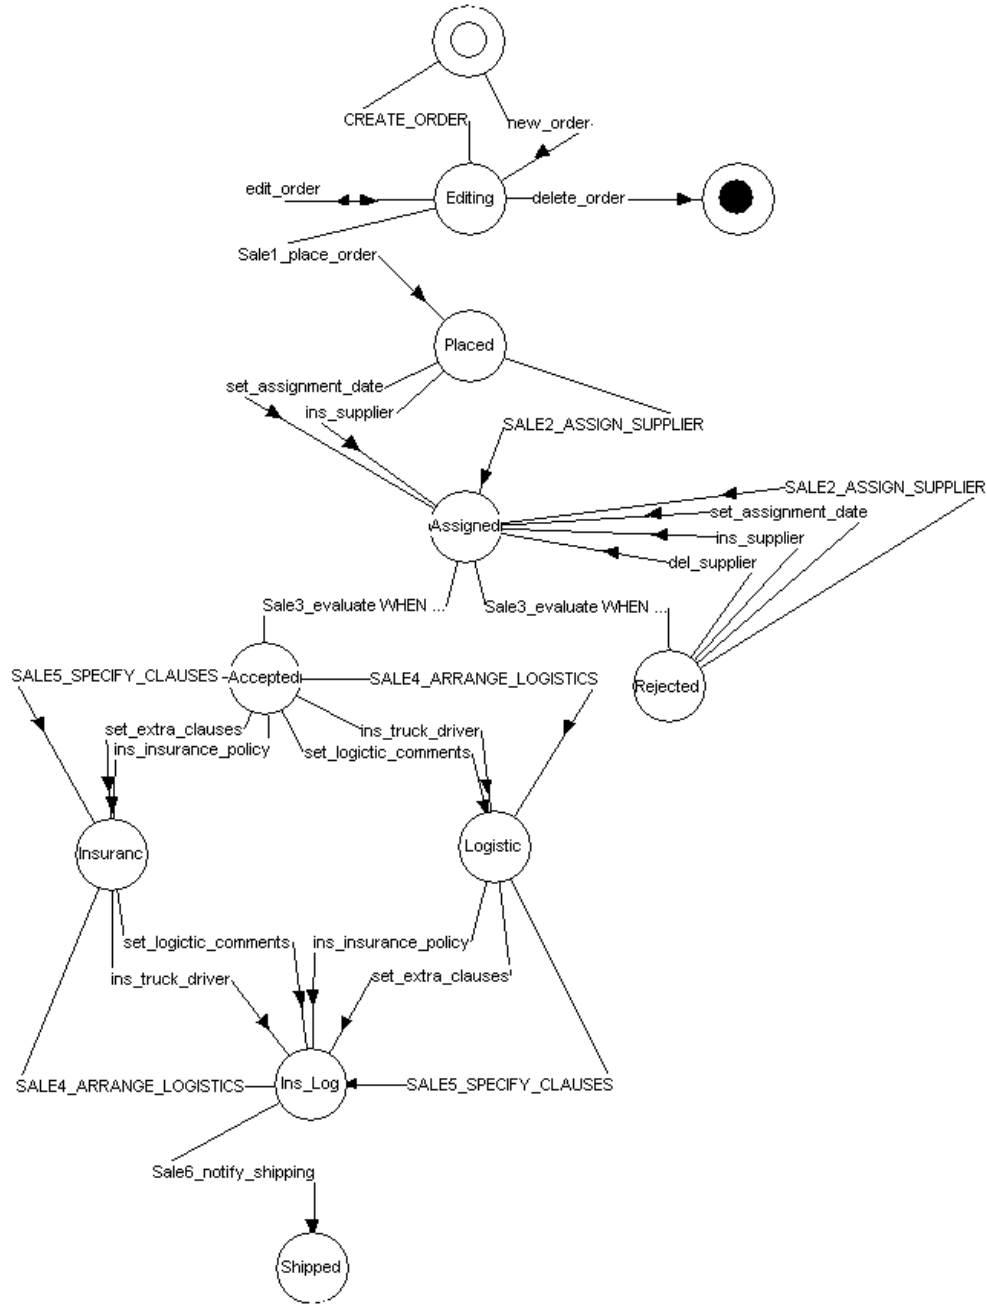 CREATE_ORDER
new_order
edit_order
Editing
delete_order
Sale1_place_order
Placed
set_assignment_date
ins_supplier
SALE2_ASSIGN_SUPPLIER
SALE2_ASSIGN_SUPPLIER
set_assignment_date
Assigned
ins_supplier
del_supplier
Sale3_evaluate WHEN ...
Sale3_evaluate WHEN ...
SALE5_SPECIFY_CLAUSES
Accepted
SALE4_ARRANGE_LOGISTICS
Rejected
set_extra_clauses
ins_truck_driver
ins_insurance_policy
set_logictic_comments
Insuranc
Logistic
set_logictic_comments
ins_insurance_policy
ins_truck_driver
set_extra_clauses
SALE4_ARRANGE_LOGISTICS
Ins_Log
SALE5_SPECIFY_CLAUSES
Sale6_notify_shipping
Shipped